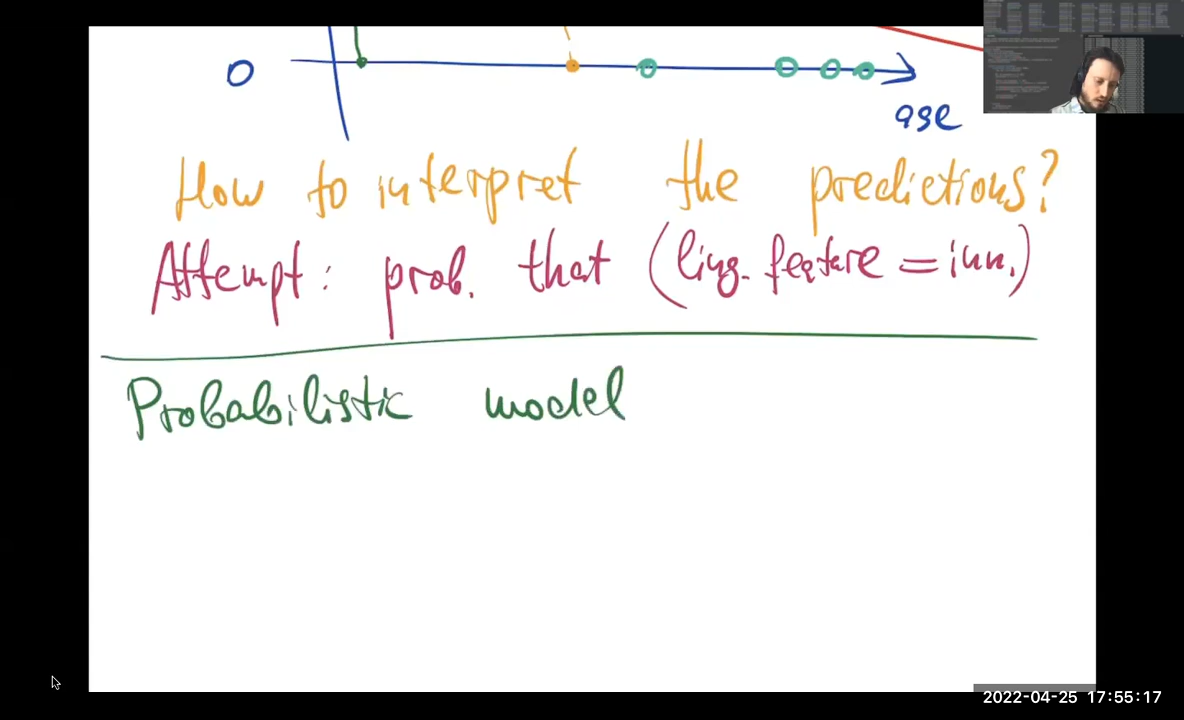 0
age
How to interpret the predictions?
Attempt: prob. that (ling. feature = inn.)
Probabilistic model
2022-04-25 17:55:17